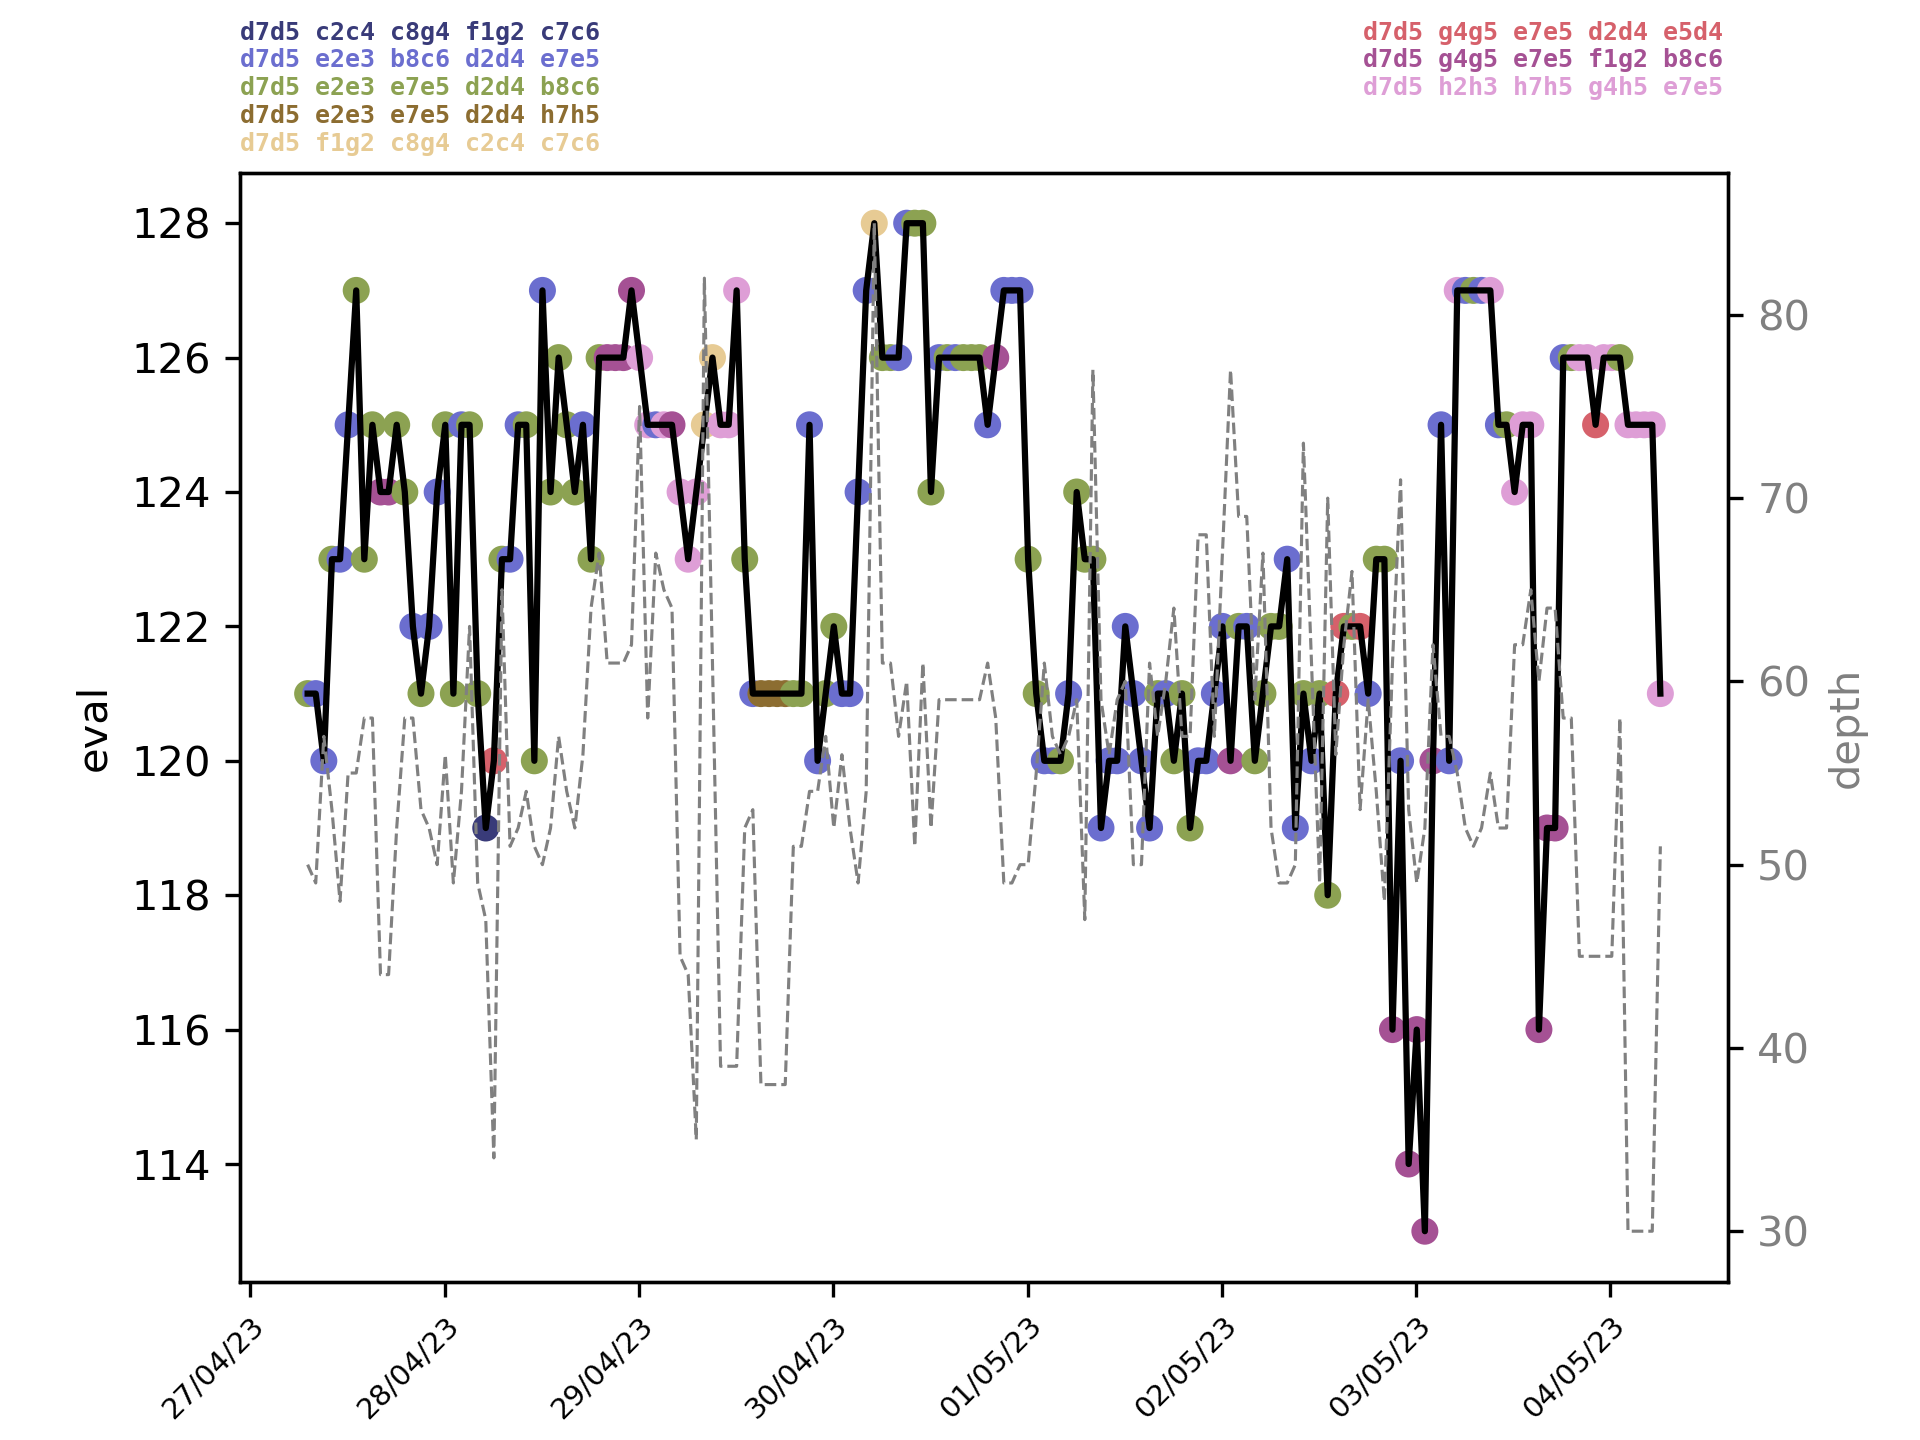 d7d5 c2c4 c8g4 f1g2 c7c6
d7d5 e2e3 b8c6 d2d4 e7e5
d7d5 e2e3 e7e5 d2d4 b8c6
d7d5 e2e3 e7e5 d2d4 h7h5
d7d5 f1g2 c8g4 c2c4 c7c6
d7d5 g4g5 e7e5 d2d4 e5d4
d7d5 g4g5 e7e5 f1g2 b8c6
d7d5 h2h3 h7h5 g4h5 e7e5
eval
128
126
124
122
120
118
116
114
80
70
60
50
40
30
depth
27/04/23
28/04/23
29/04/23
30/04/23
01/05/23
02/05/23
03/05/23
04/05/23